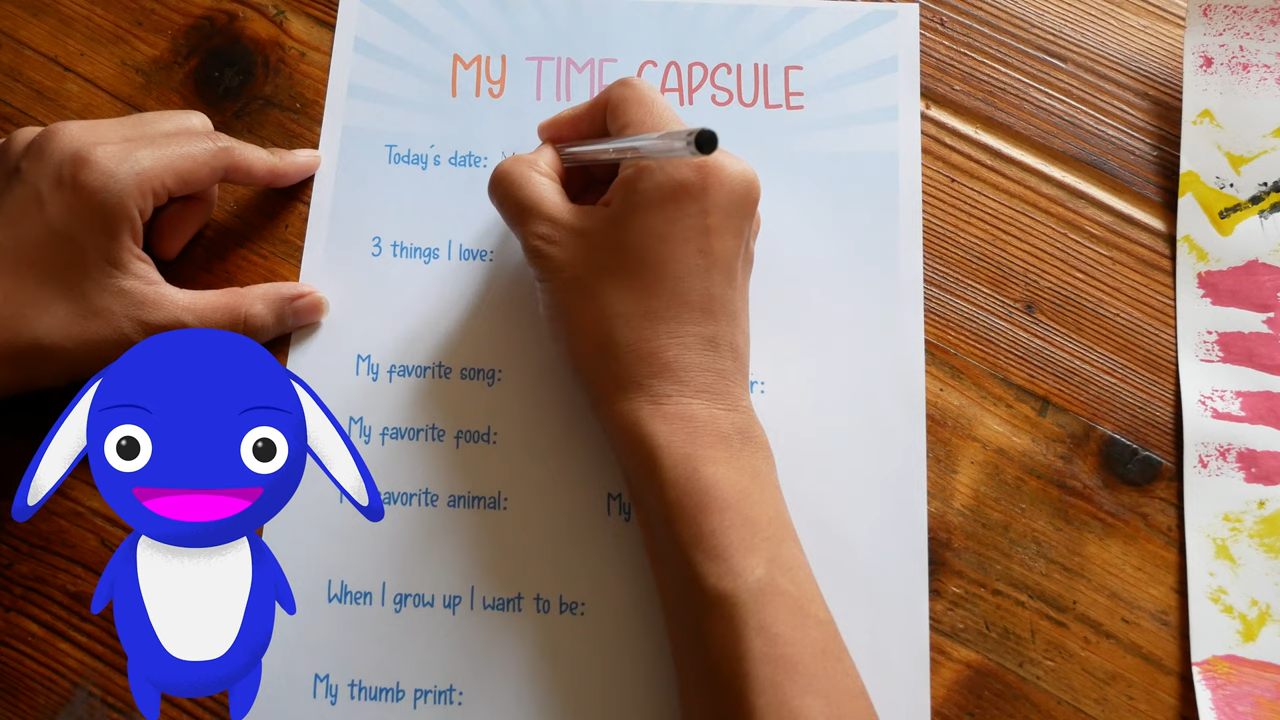 MY TIME CAPSULE
Today's date:
3 things I love:
My favorite song:
My favorite food:
favorite animal: My
When I grow up I want to be:
My thumb print: